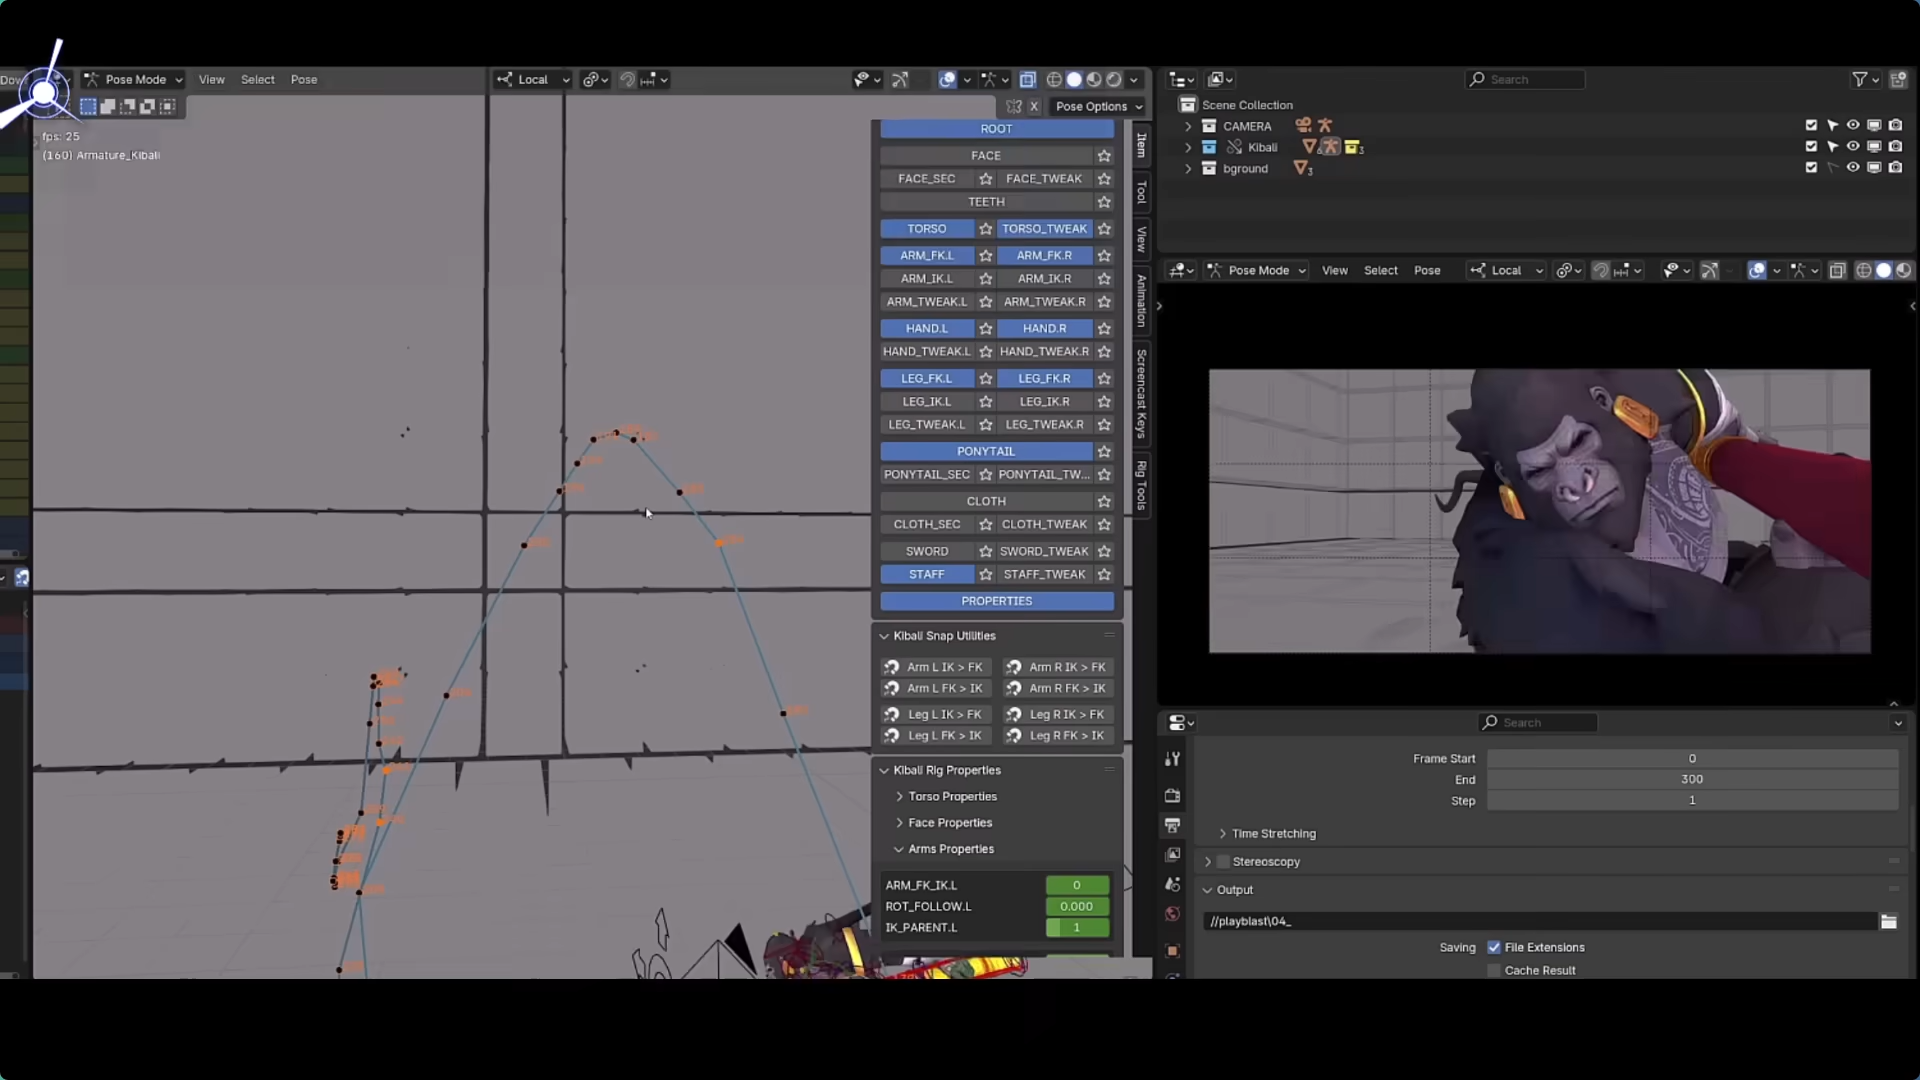 Pose Mode View Select Pose Local
Pose Options
fps: 25
(160) Armature_Kibali
ROOT
FACE
FACE_SEC FACE_TWEAK
TEETH
TORSO TORSO_TWEAK
ARM_FK.L ARM_FK.R
ARM_IK.L ARM_IK.R
ARM_TWEAK.L ARM_TWEAK.R
HAND.L HAND.R
HAND_TWEAK.L HAND_TWEAK.R
LEG_FK.L LEG_FK.R
LEG_IK.L LEG_IK.R
LEG_TWEAK.L LEG_TWEAK.R
PONYTAIL
PONYTAIL_SEC PONYTAIL_TW...
CLOTH
CLOTH_SEC CLOTH_TWEAK
SWORD SWORD_TWEAK
STAFF STAFF_TWEAK
PROPERTIES
Kibali Snap Utilities
Arm L IK > FK Arm R IK > FK
Arm L FK > IK Arm R FK > IK
Leg L IK > FK Leg R IK > FK
Leg L FK > IK Leg R FK > IK
Kibali Rig Properties
Torso Properties
Face Properties
Arms Properties
ARM_FK_IK.L 0
ROT_FOLLOW.L 0.000
IK_PARENT.L 1
Item
Tool
View
Animation
Screencast Keys
Rig Tools
Search
Scene Collection
CAMERA
Kibali 3
bground 3
Pose Mode View Select Pose Local
Search
Frame Start 0
End 300
Step 1
Time Stretching
Stereoscopy
Output
//playblast\04_
Saving File Extensions
Cache Result